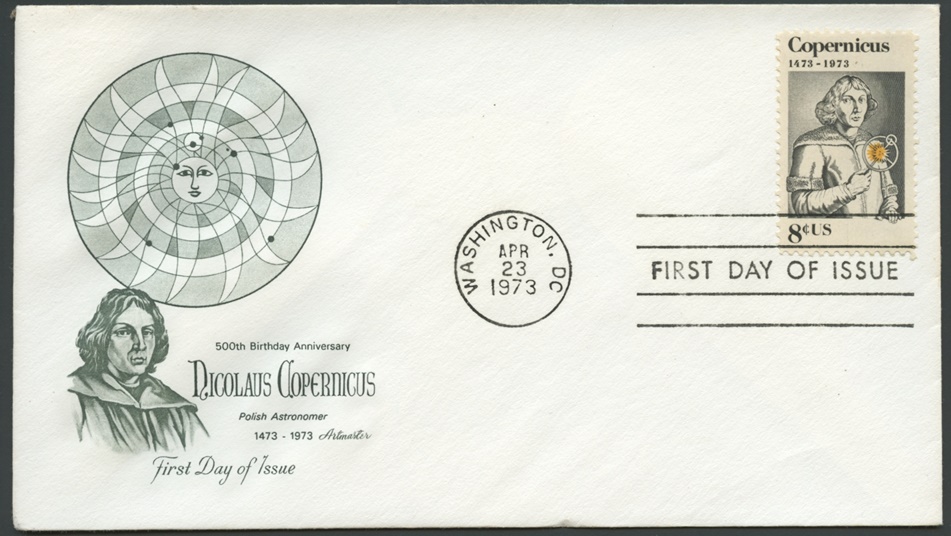 Copernicus
1473-1973
8¢US
WASHINGTON, DC
APR
23
1973
FIRST DAY OF ISSUE
500th Birthday Anniversary
Nicolaus Copernicus
Polish Astronomer
1473 - 1973 Artmaster
First Day of Issue